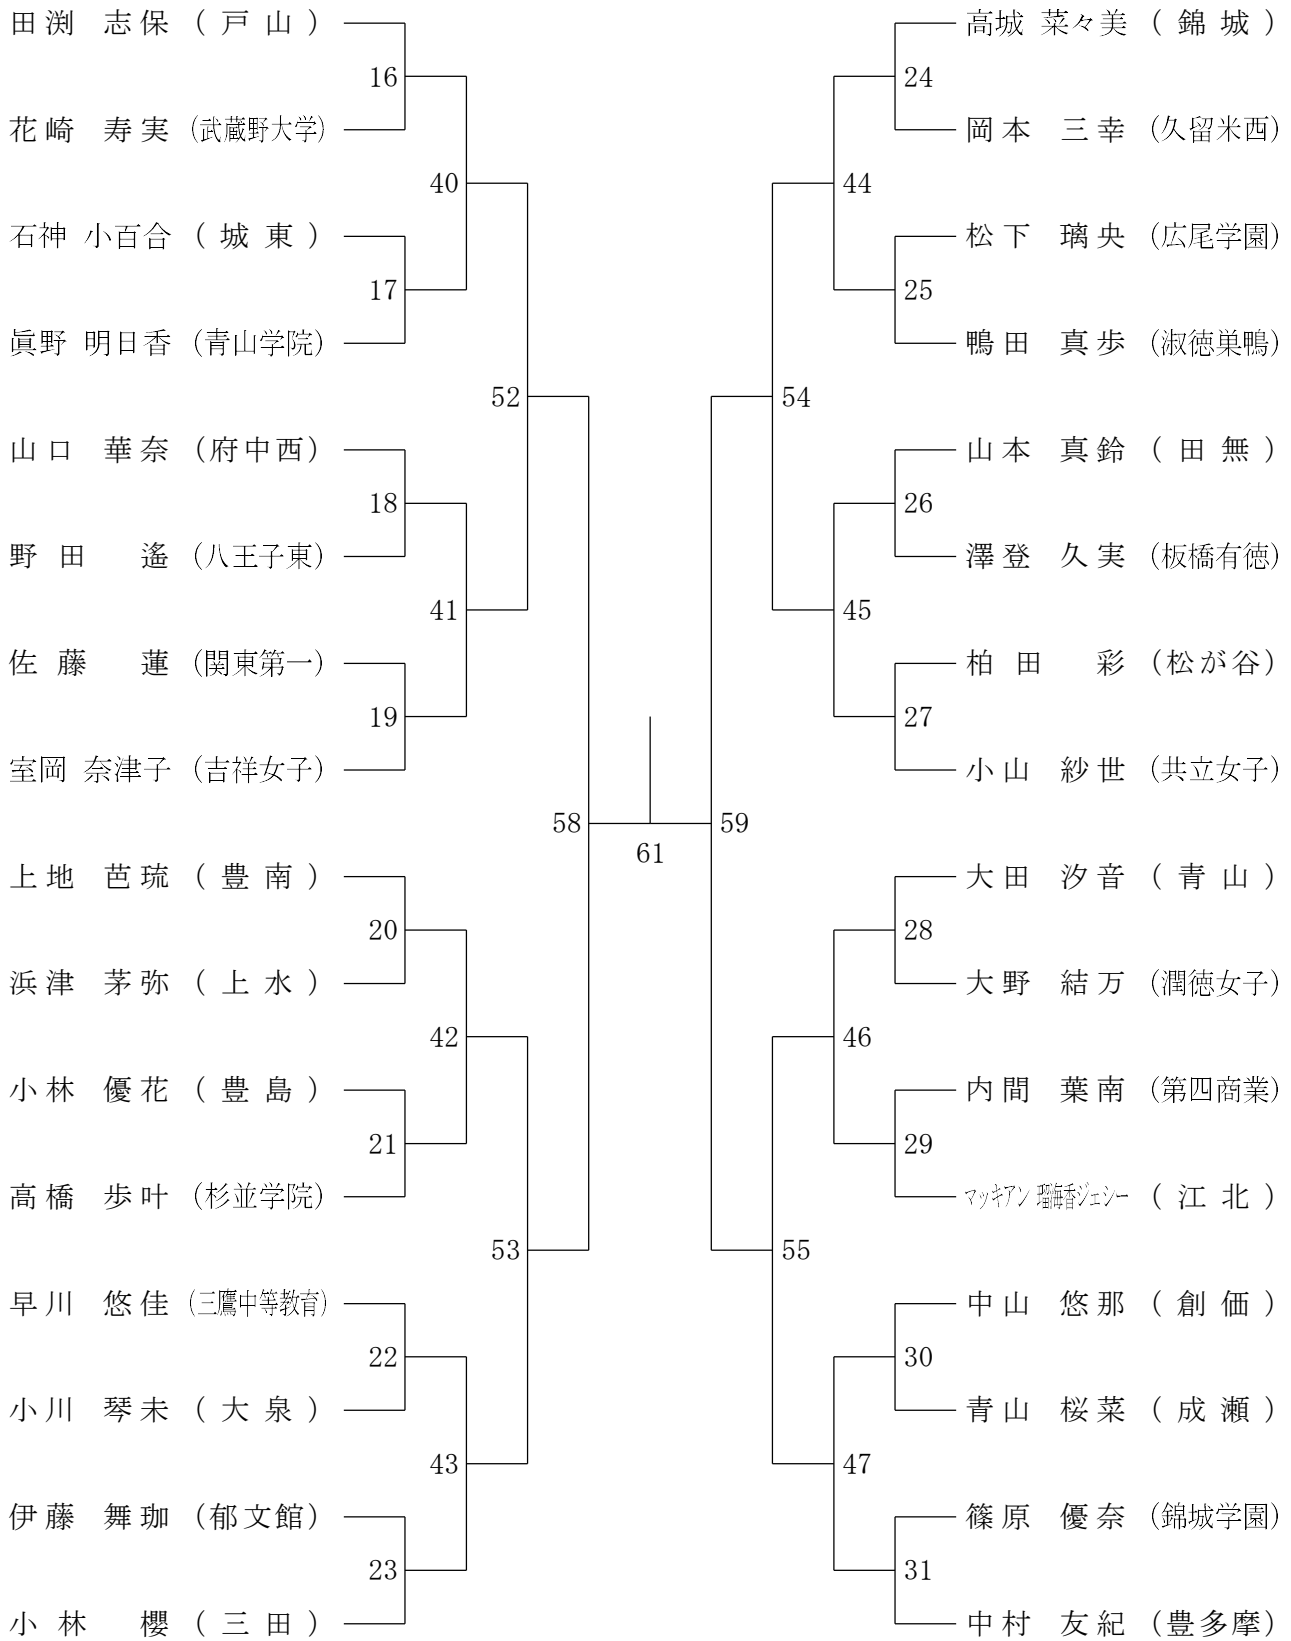 田渕 志保 (戸山)
16
花崎 寿実 (武蔵野大学)
40
石神 小百合 (城東)
17
眞野 明日香 (青山学院)
52
山口 華奈 (府中西)
18
野田 遙 (八王子東)
41
佐藤 蓮 (関東第一)
19
室岡 奈津子 (吉祥女子)
58
上地 芭琉 (豊南)
20
浜津 茅弥 (上水)
42
小林 優花 (豊島)
21
高橋 歩叶 (杉並学院)
53
早川 悠佳 (三鷹中等教育)
22
小川 琴未 (大泉)
43
伊藤 舞珈 (郁文館)
23
小林 櫻 (三田)
61
高城 菜々美 (錦城)
24
岡本 三幸 (久留米西)
44
松下 璃央 (広尾学園)
25
鴨田 真歩 (淑徳巣鴨)
54
山本 真鈴 (田無)
26
澤登 久実 (板橋有徳)
45
柏田 彩 (松が谷)
27
小山 紗世 (共立女子)
59
大田 汐音 (青山)
28
大野 結万 (潤徳女子)
46
内間 葉南 (第四商業)
29
マッキアン 瑠海香ジェシー (江北)
55
中山 悠那 (創価)
30
青山 桜菜 (成瀬)
47
篠原 優奈 (錦城学園)
31
中村 友紀 (豊多摩)